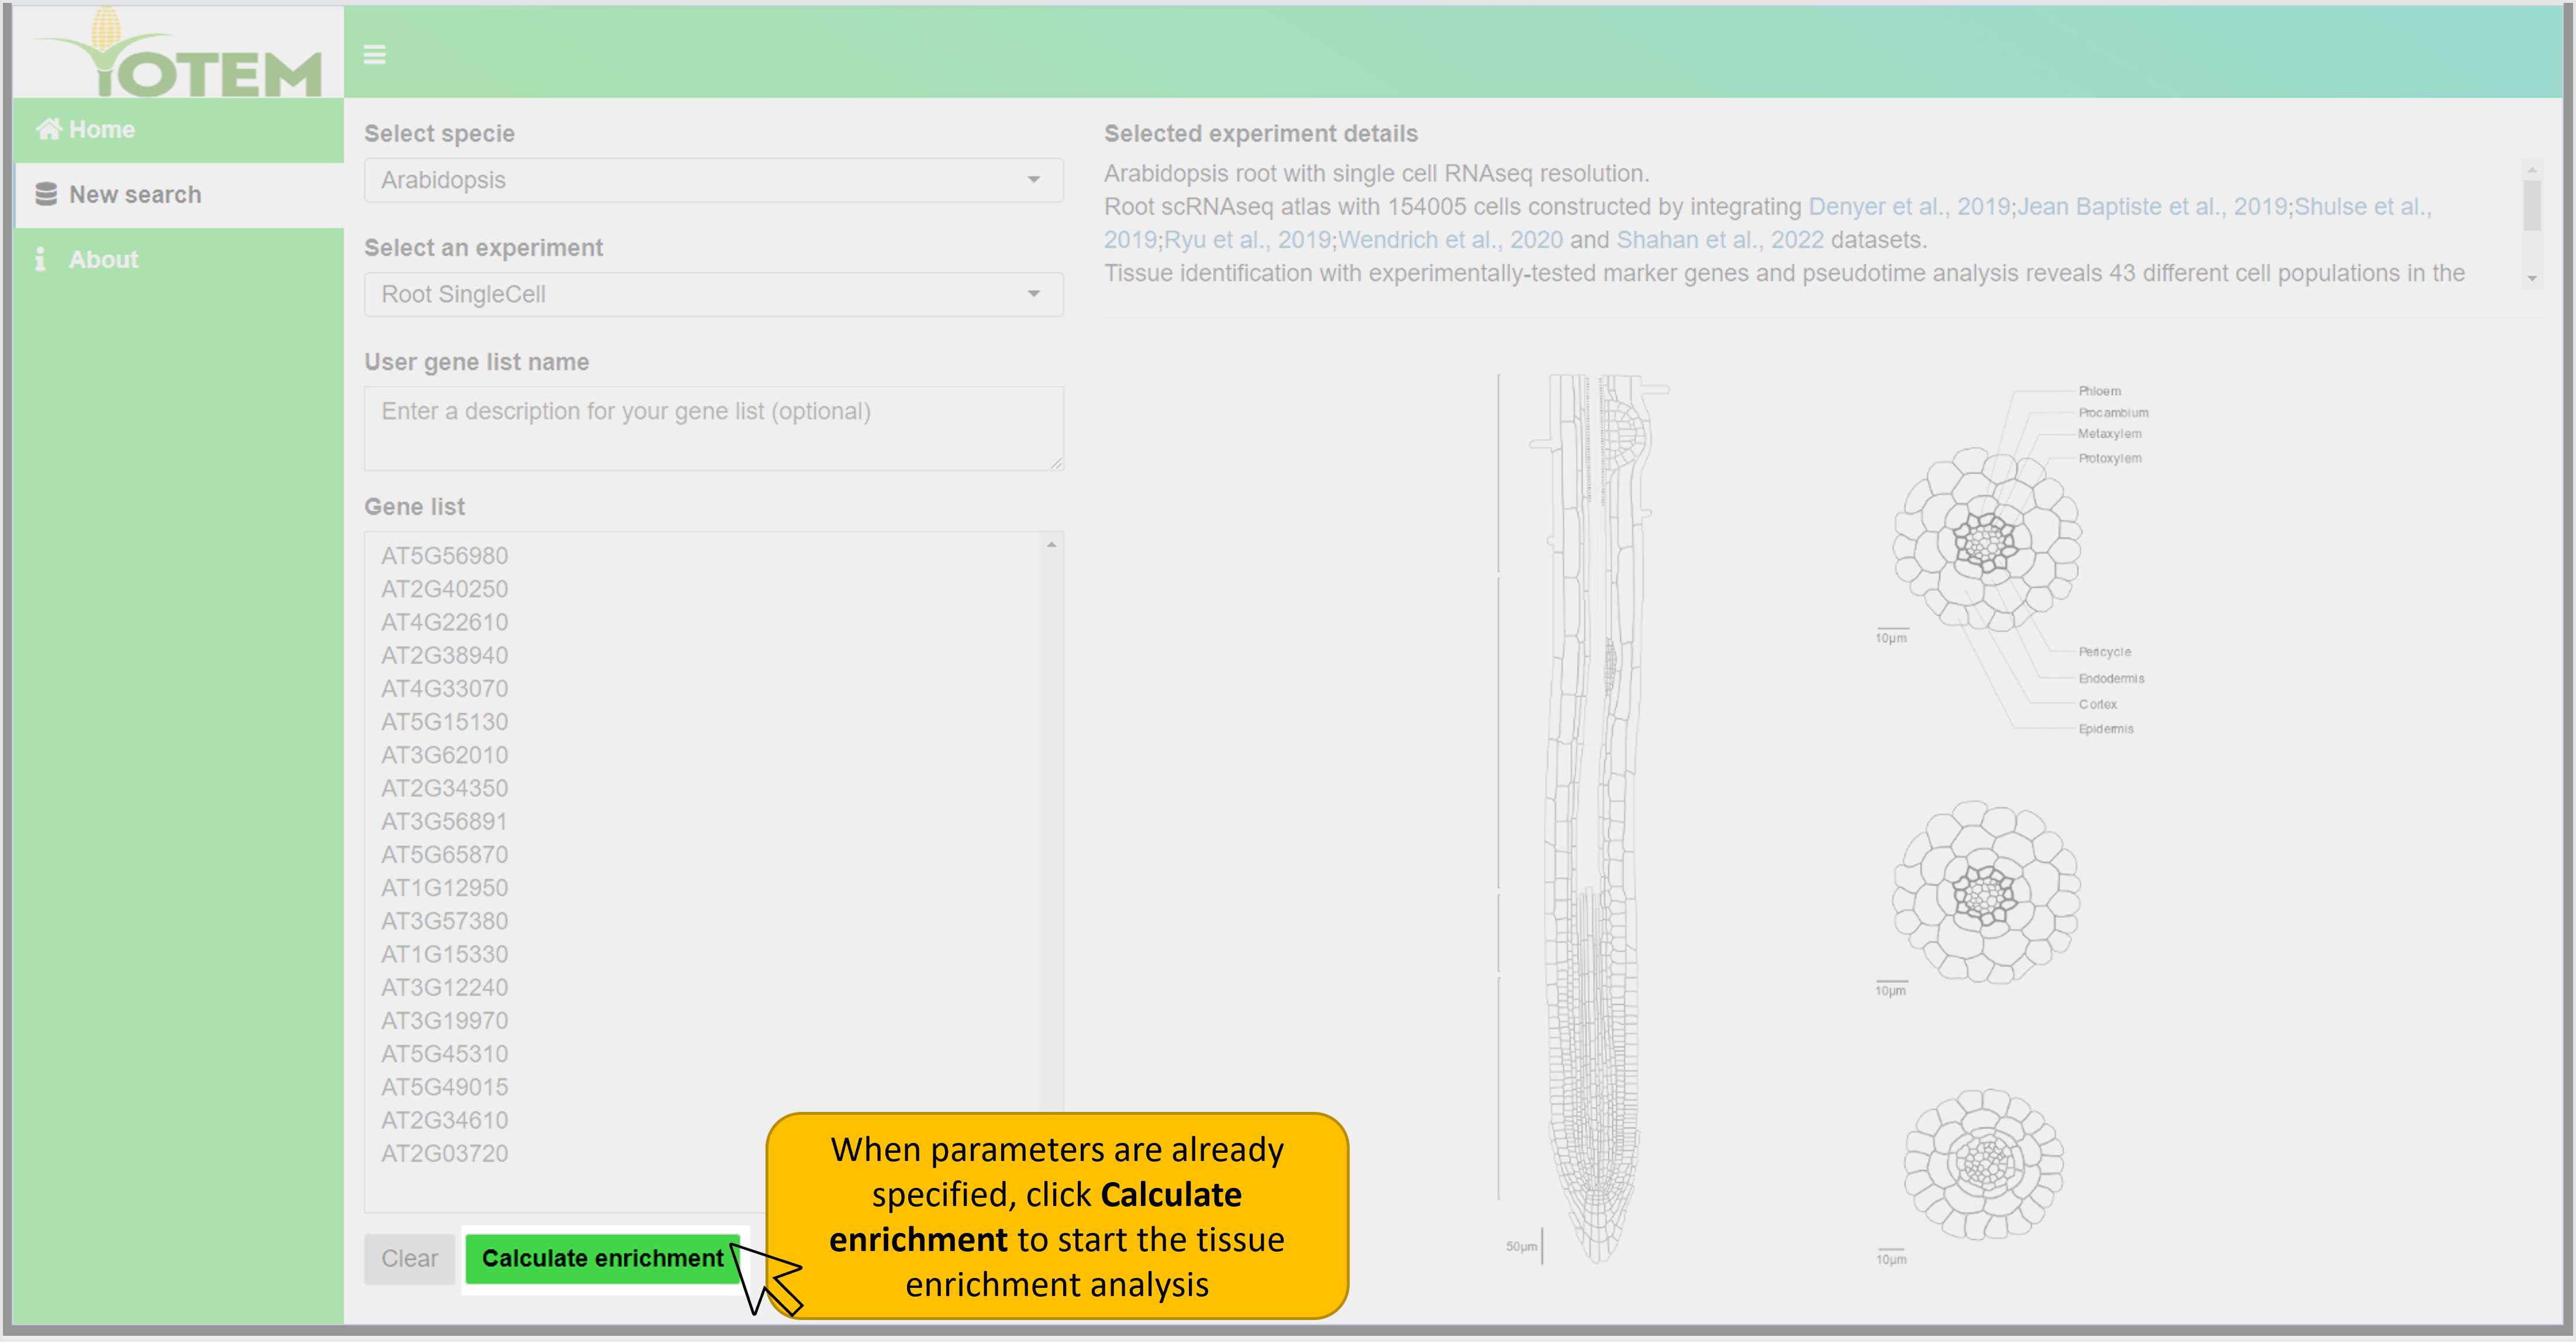 TOTEM
Home
New search
About
Select specie
Arabidopsis
Select an experiment
Root SingleCell
User gene list name
Enter a description for your gene list (optional)
Gene list
AT5G56980
AT2G40250
AT4G22610
AT2G38940
AT4G33070
AT5G15130
AT3G62010
AT2G34350
AT3G56891
AT5G65870
AT1G12950
AT3G57380
AT1G15330
AT3G12240
AT3G19970
AT5G45310
AT5G49015
AT2G34610
AT2G03720
Clear
Calculate enrichment
When parameters are already
specified, click Calculate
enrichment to start the tissue
enrichment analysis
Selected experiment details
Arabidopsis root with single cell RNAseq resolution.
Root scRNAseq atlas with 154005 cells constructed by integrating Denyer et al., 2019;Jean Baptiste et al., 2019;Shulse et al.,
2019;Ryu et al., 2019;Wendrich et al., 2020 and Shahan et al., 2022 datasets.
Tissue identification with experimentally-tested marker genes and pseudotime analysis reveals 43 different cell populations in the
Phloem
Procambium
Metaxylem
Protoxylem
10µm
Pericycle
Endodermis
Cortex
Epidermis
10µm
50µm
10µm